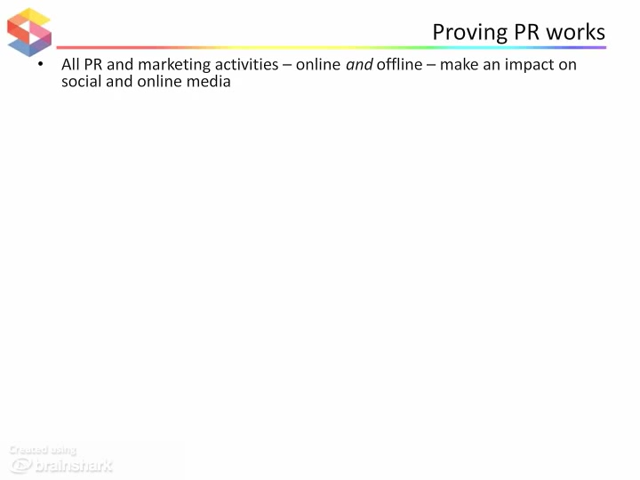 Proving PR works
• All PR and marketing activities – online and offline – make an impact on
social and online media
Created using
brainshark